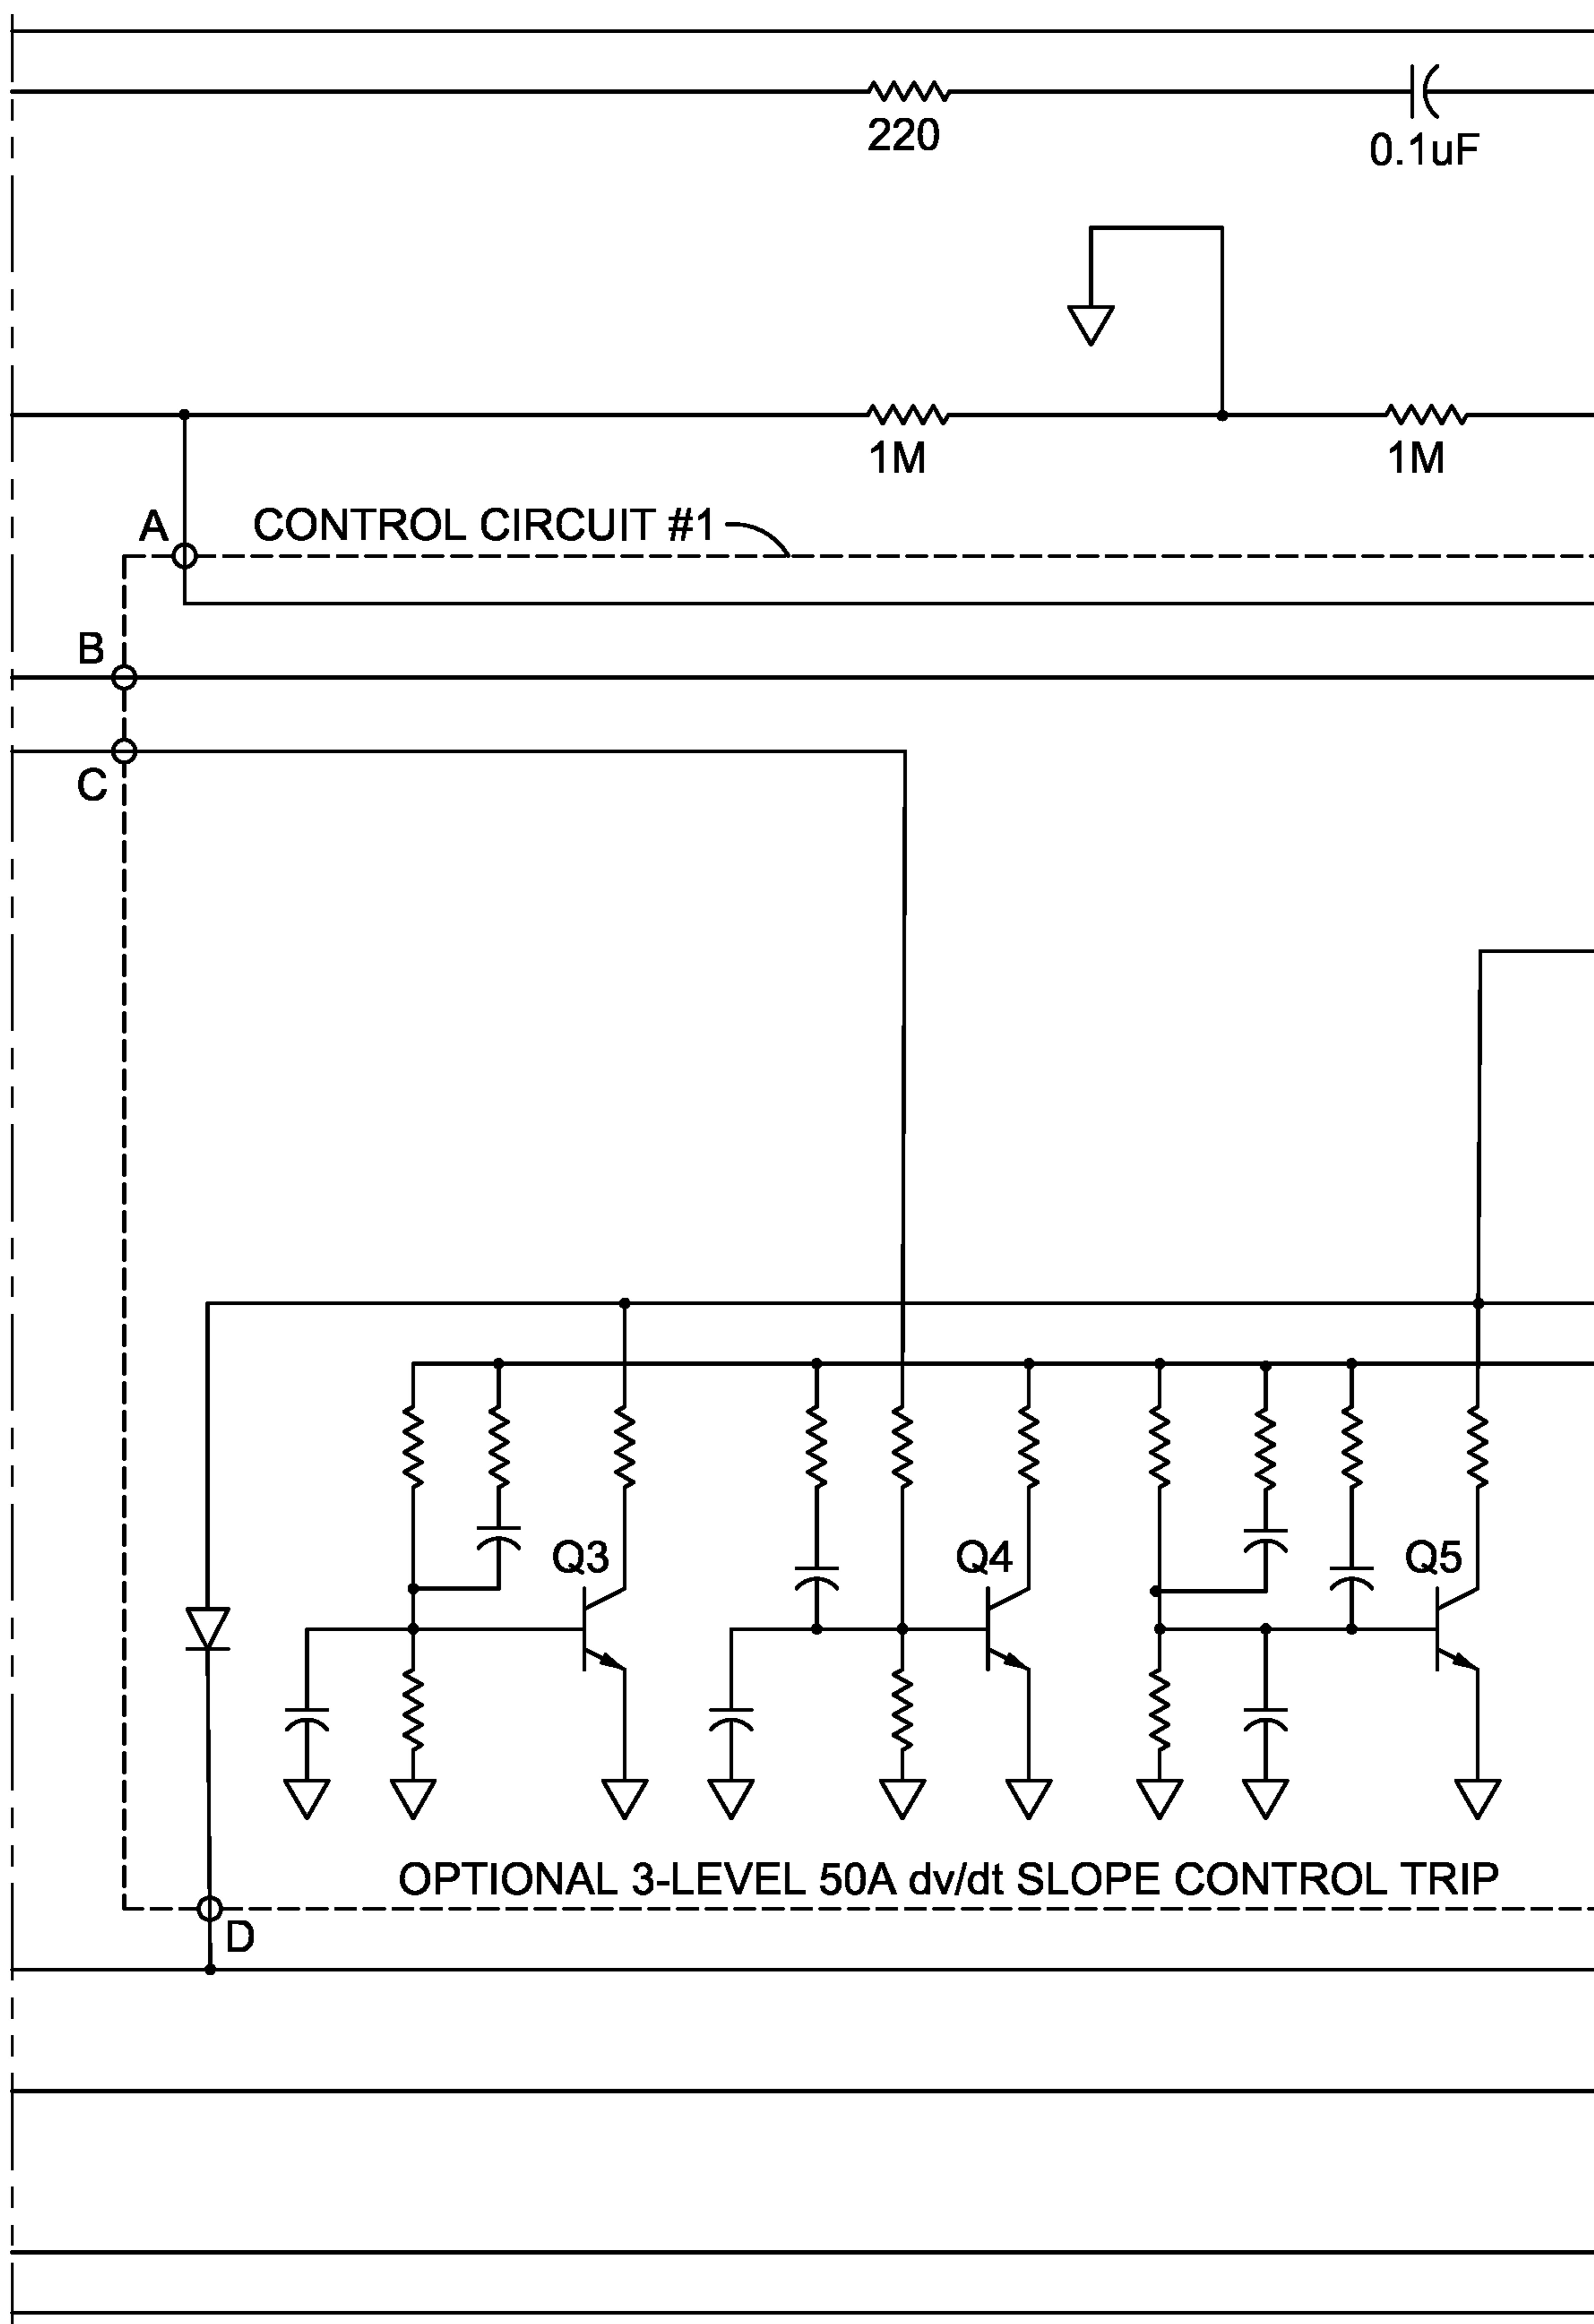 220
0.1uF
1M
1M
A
CONTROL CIRCUIT #1
B
C
Q3
Q4
Q5
OPTIONAL 3-LEVEL 50A dv/dt SLOPE CONTROL TRIP
D